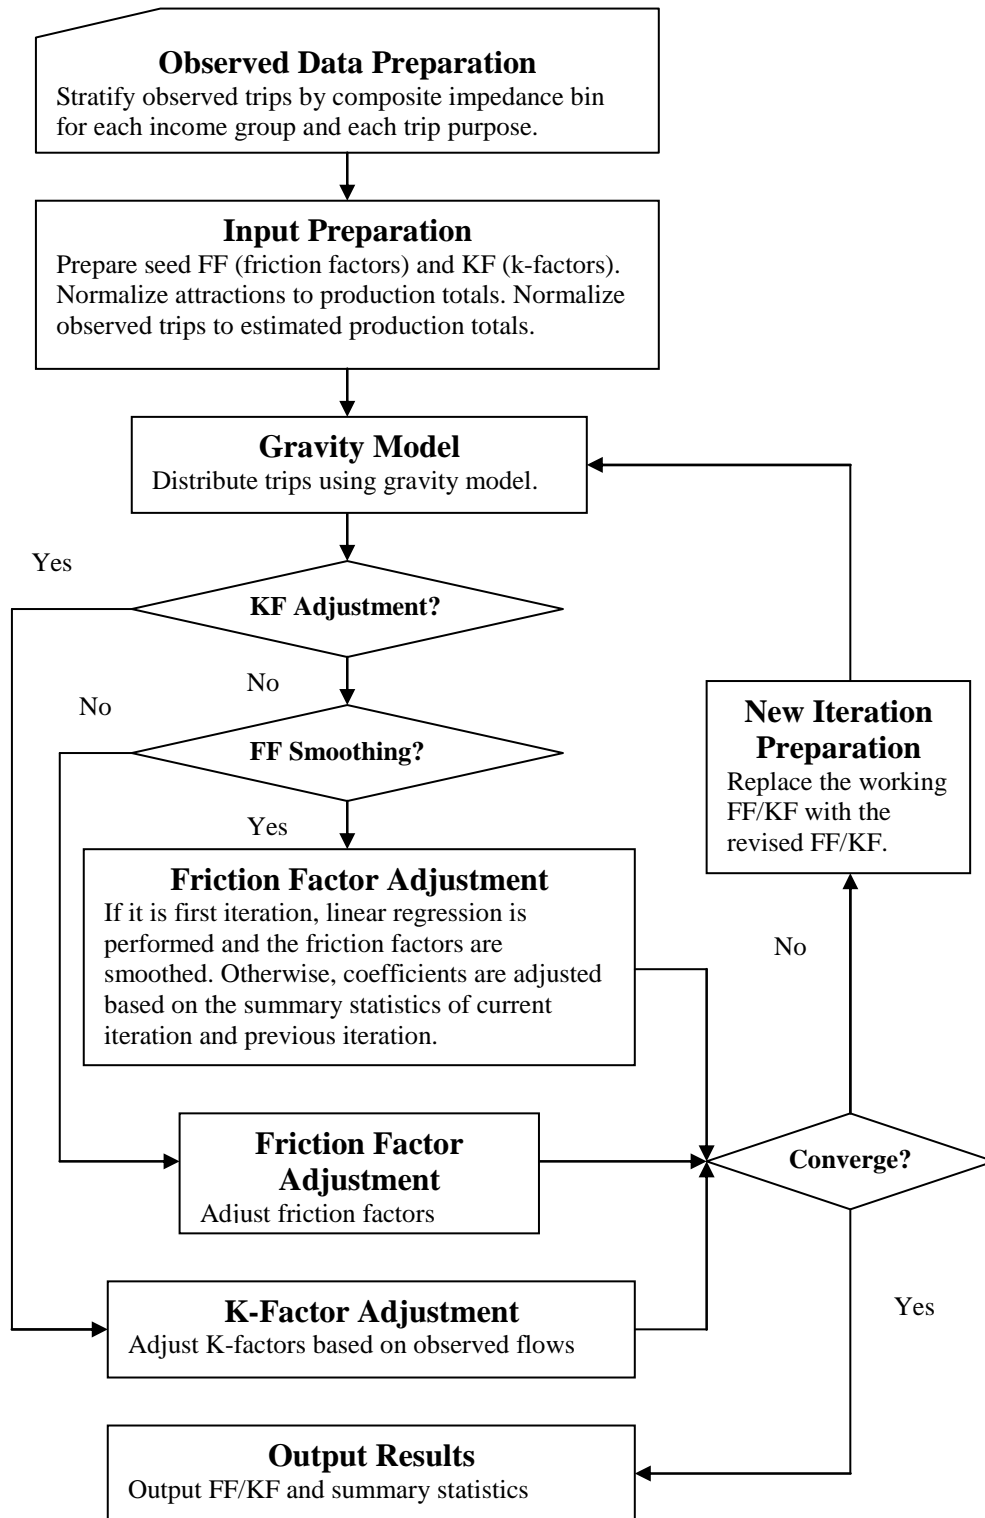 Observed Data Preparation
Stratify observed trips by composite impedance bin
for each income group and each trip purpose.
Input Preparation
Prepare seed FF (friction factors) and KF (k-factors).
Normalize attractions to production totals. Normalize
observed trips to estimated production totals.
Gravity Model
Distribute trips using gravity model.
Yes
KF Adjustment?
No
No
FF Smoothing?
Yes
New Iteration
Preparation
Replace the working
FF/KF with the
revised FF/KF.
Friction Factor Adjustment
If it is first iteration, linear regression is
performed and the friction factors are
smoothed. Otherwise, coefficients are adjusted
based on the summary statistics of current
iteration and previous iteration.
No
Friction Factor
Adjustment
Adjust friction factors
Converge?
K-Factor Adjustment
Adjust K-factors based on observed flows
Yes
Output Results
Output FF/KF and summary statistics